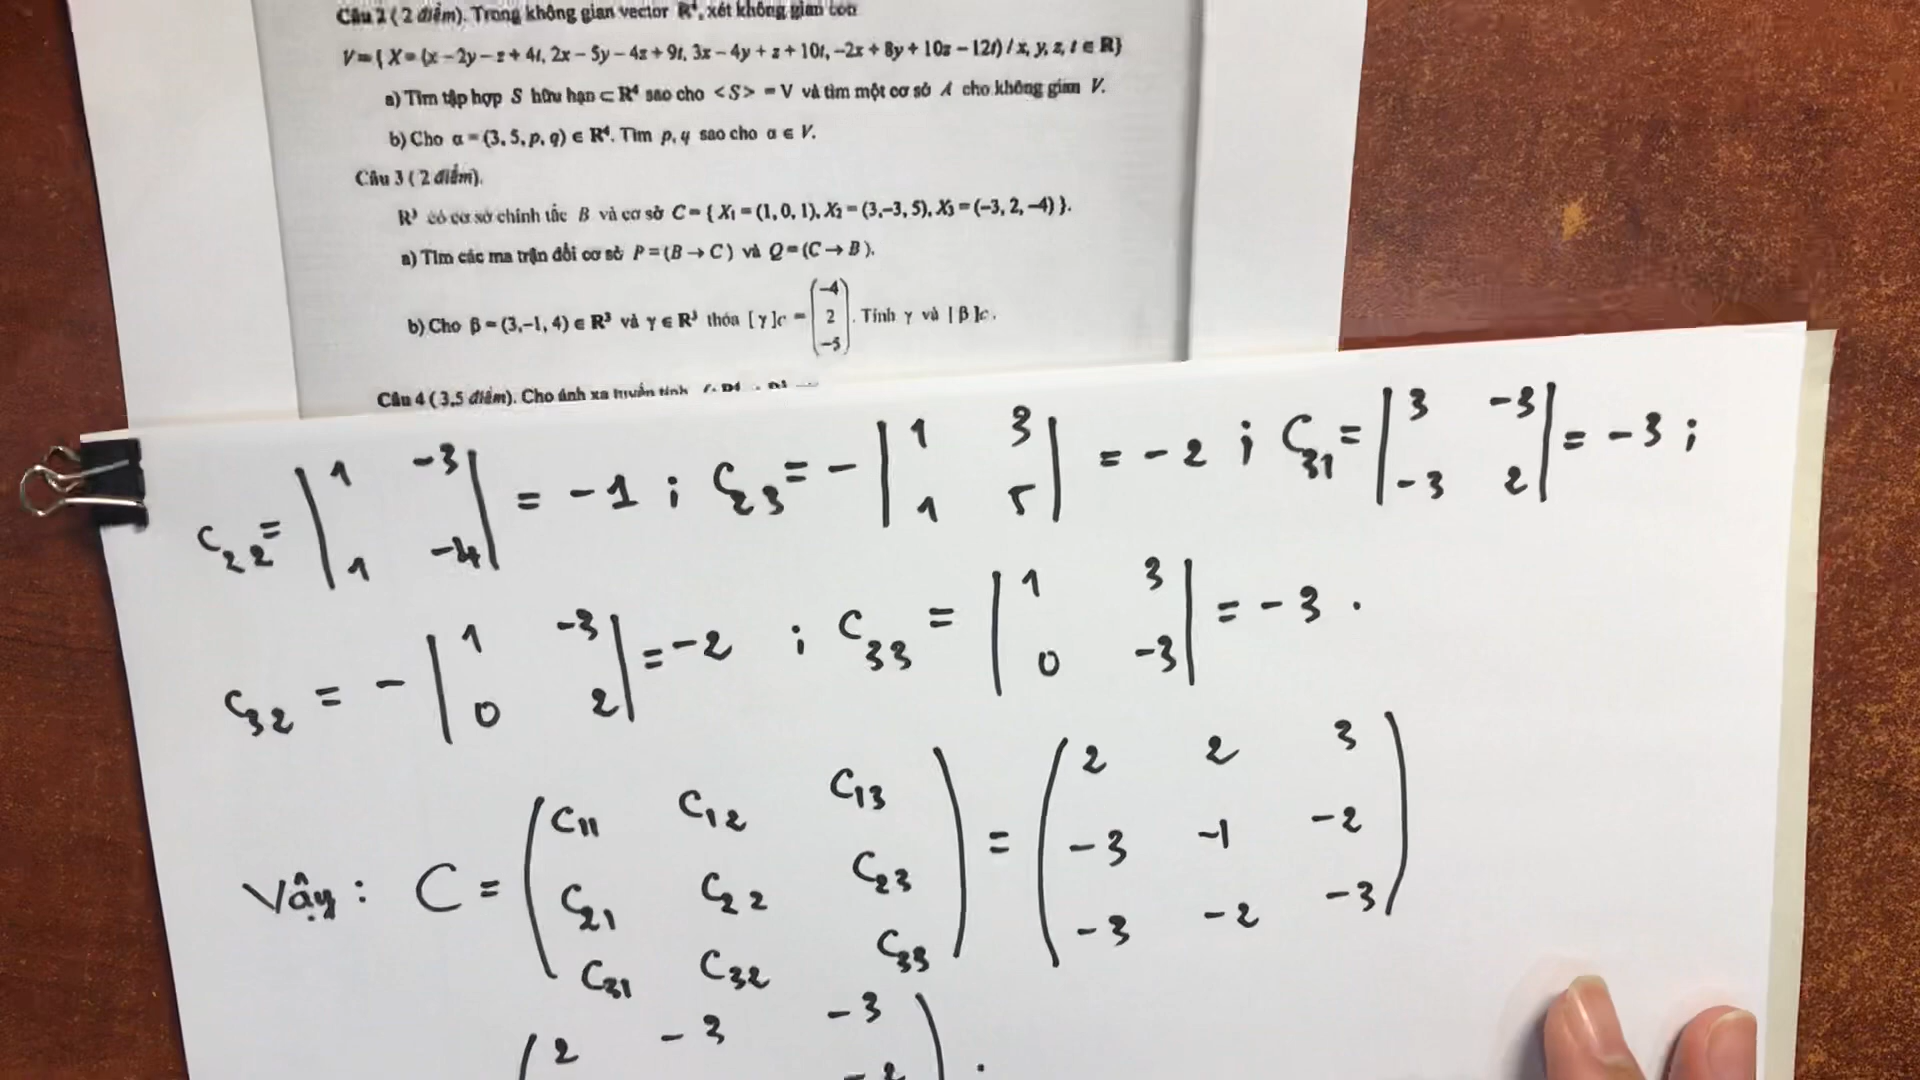 Câu 2 ( 2 điểm). Trong không gian vector R⁴, xét không gian con
V = { X = (x − 2y − z + 4t, 2x − 5y − 4z + 9t, 3x − 4y + z + 10t, −2x + 8y + 10z − 12t) / x, y, z, t ∈ R}
a) Tìm tập hợp S hữu hạn ⊂ R⁴ sao cho < S > = V và tìm một cơ sở A cho không gian V.
b) Cho α = (3, 5, p, q) ∈ R⁴. Tìm p, q sao cho α ∈ V.
Câu 3 ( 2 điểm).
R³ có cơ sở chính tắc B và cơ sở C = { X₁ = (1, 0, 1), X₂ = (3,−3, 5), X₃ = (−3, 2, −4) }.
a) Tìm các ma trận đổi cơ sở P = (B → C ) và Q = (C → B ).
b) Cho β = (3,−1, 4) ∈ R³ và γ ∈ R³ thỏa [ γ ]c = (−4 2 −5). Tính γ và [ β ]c .
Câu 4 ( 3,5 điểm). Cho ánh xạ tuyến tính
C₂₂ = |1 −3; 1 −4| = −1 ; C₂₃ = − |1 3; 1 5| = −2 ; C₃₁ = |3 −3; −3 2| = −3 ;
C₃₂ = − |1 −3; 0 2| = −2 ; C₃₃ = |1 3; 0 −3| = −3 .
Vậy : C = (C₁₁ C₁₂ C₁₃; C₂₁ C₂₂ C₂₃; C₃₁ C₃₂ C₃₃) = (2 2 3; −3 −1 −2; −3 −2 −3)
2 −3 −3